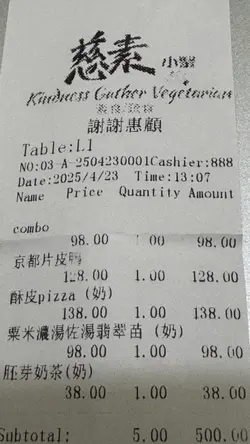 慈素小聚
Kindness Gather Vegetarian
素食/蔬食
謝謝惠顧
Table:L1
NO:03-A-2504230001Cashier:888
Date:2025/4/23 Time:13:07
Name Price Quantity Amount
combo
98.00 1.00 98.00
京都片皮鴨
128.00 1.00 128.00
酥皮pizza (奶)
138.00 1.00 138.00
粟米濃湯佐湯翡翠苗 (奶)
98.00 1.00 98.00
胚芽奶茶(奶)
38.00 1.00 38.00
Subtotal: 5.00 500.00